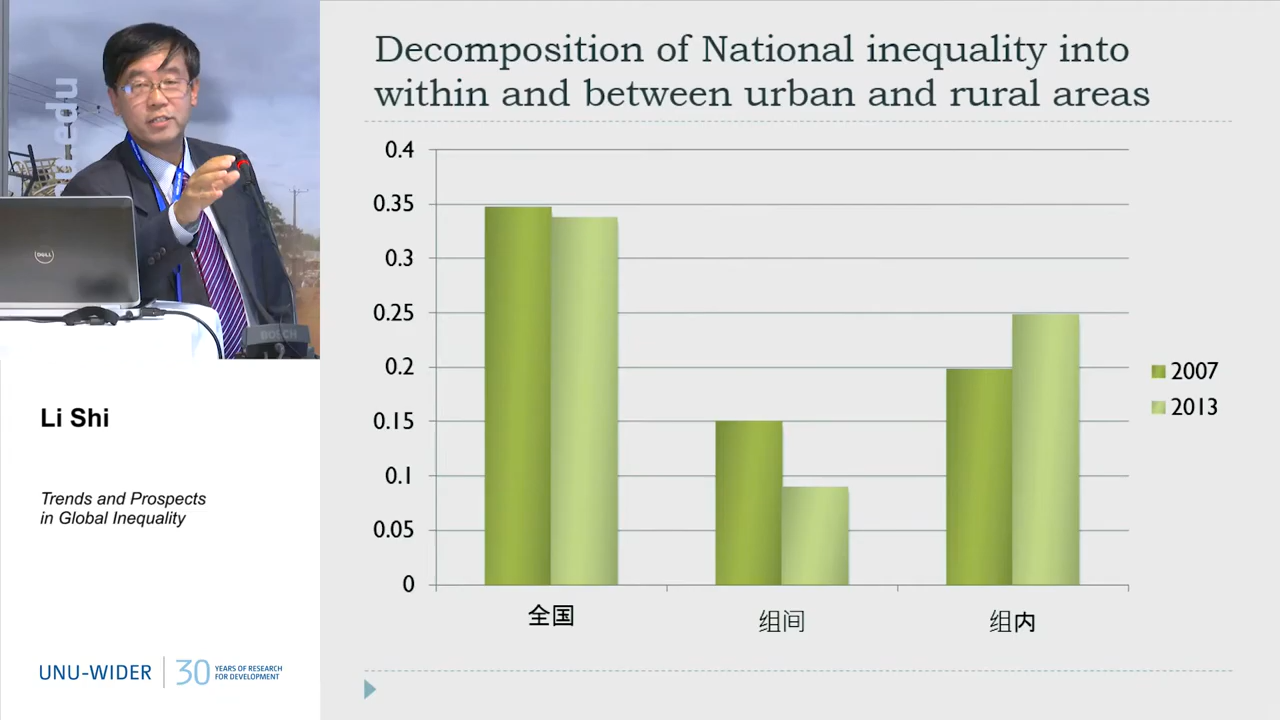 Decomposition of National inequality into
within and between urban and rural areas
0.4
0.35
0.3
0.25
0.2
0.15
0.1
0.05
0
全国
组间
组内
2007
2013
DELL
BOSCH
Li Shi
Trends and Prospects
in Global Inequality
UNU-WIDER
30
YEARS OF RESEARCH
FOR DEVELOPMENT